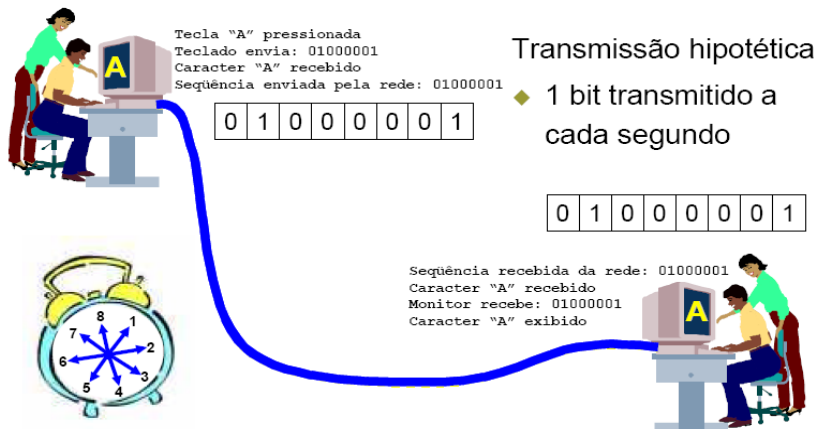 Tecla “A” pressionada
Teclado envia: 01000001
Caracter “A” recebido
Seqüência enviada pela rede: 01000001
A
0 1 0 0 0 0 0 1
Transmissão hipotética
1 bit transmitido a
cada segundo
0 1 0 0 0 0 0 1
Seqüência recebida da rede: 01000001
Caracter “A” recebido
Monitor recebe: 01000001
Caracter “A” exibido
A
8 1
7 2
6 3
5 4